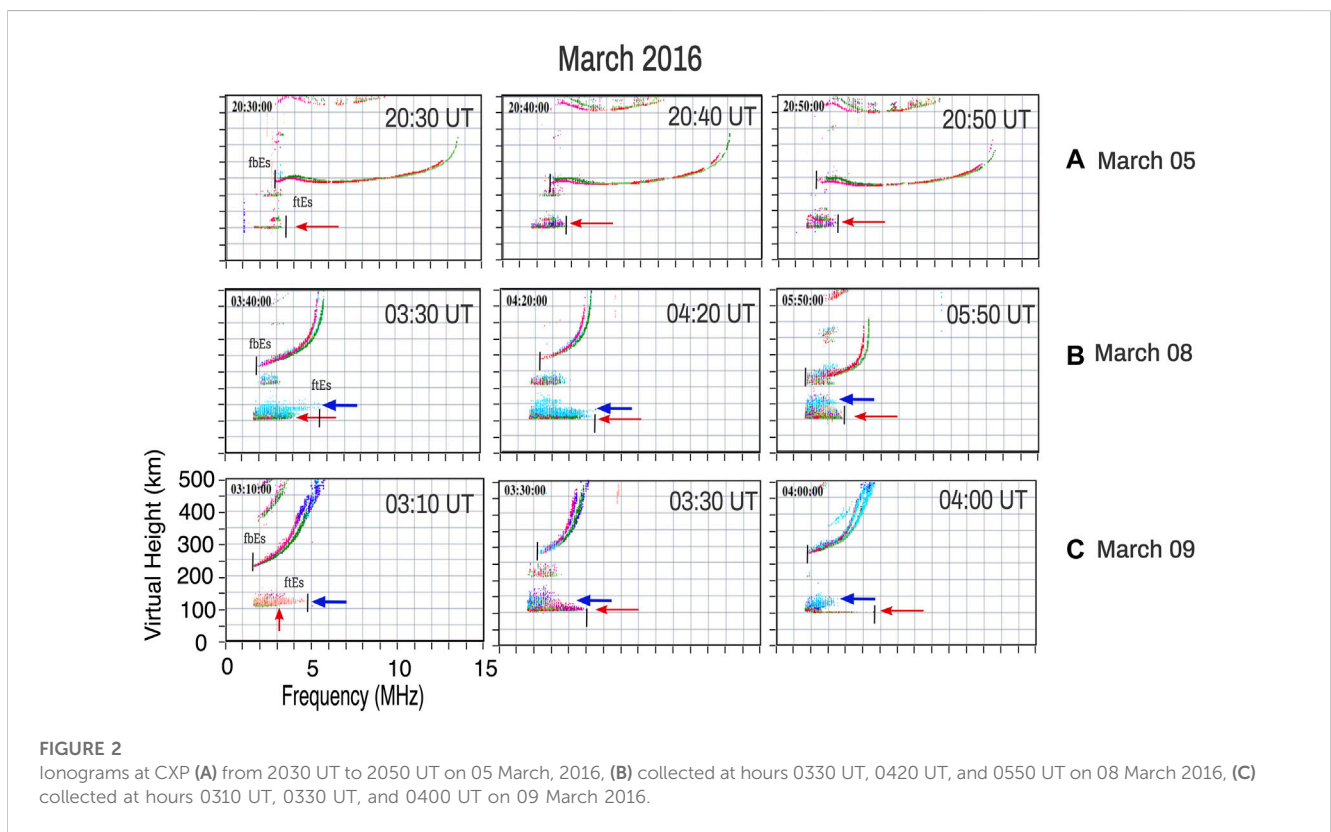 March 2016
20:30:00 20:30 UT
fbEs
ftEs
20:40:00 20:40 UT
20:50:00 20:50 UT
A March 05
03:40:00 03:30 UT
fbEs
ftEs
04:20:00 04:20 UT
05:50:00 05:50 UT
B March 08
Virtual Height (km)
500
400
300
200
100
0
03:10:00 03:10 UT
fbEs
ftEs
03:30:00 03:30 UT
04:00:00 04:00 UT
C March 09
0 5 10 15
Frequency (MHz)
FIGURE 2
Ionograms at CXP (A) from 2030 UT to 2050 UT on 05 March, 2016, (B) collected at hours 0330 UT, 0420 UT, and 0550 UT on 08 March 2016, (C)
collected at hours 0310 UT, 0330 UT, and 0400 UT on 09 March 2016.